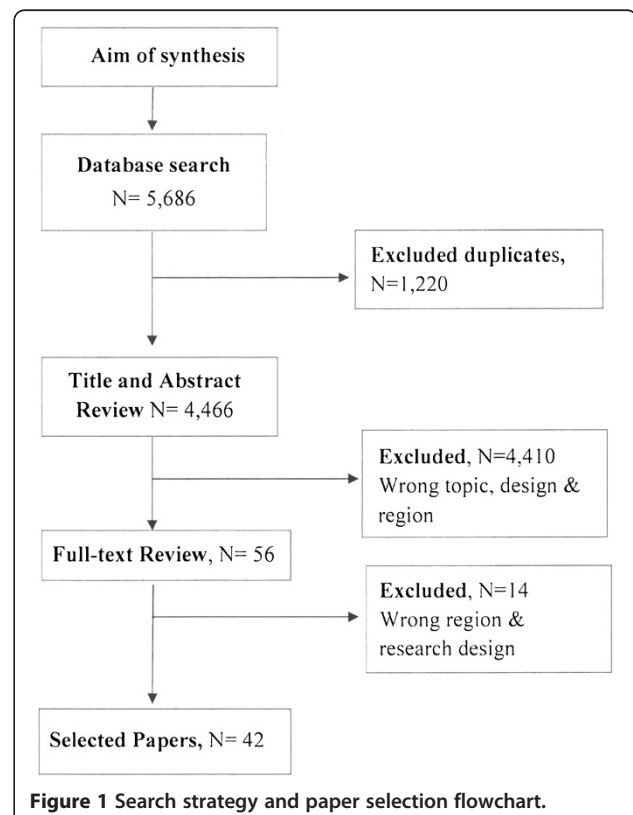 Aim of synthesis
Database search
N= 5,686
Excluded duplicates,
N=1,220
Title and Abstract
Review N= 4,466
Excluded, N=4,410
Wrong topic, design &
region
Full-text Review, N= 56
Excluded, N=14
Wrong region &
research design
Selected Papers, N= 42
Figure 1 Search strategy and paper selection flowchart.